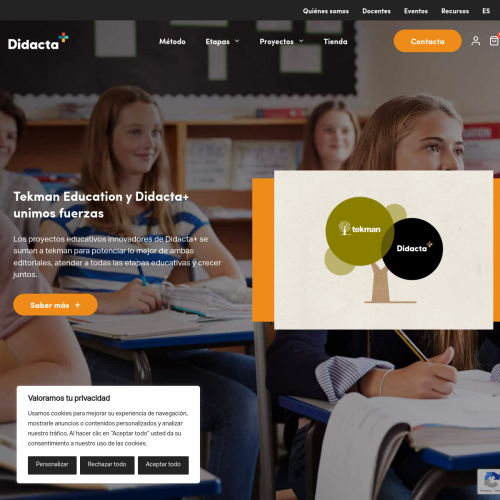 Quiénes somos Docentes Eventos Recursos ES
Didacta+
Método Etapas Proyectos Tienda Contacta
Tekman Education y Didacta+
unimos fuerzas
Los proyectos educativos innovadores de Didacta+ se
suman a tekman para potenciar lo mejor de ambas
editoriales, atender a todas las etapas educativas y crecer
juntos.
Saber más +
tekman
Didacta+
Valoramos tu privacidad
Usamos cookies para mejorar su experiencia de navegación,
mostrarle anuncios o contenidos personalizados y analizar
nuestro tráfico. Al hacer clic en "Aceptar todo" usted da su
consentimiento a nuestro uso de las cookies.
Personalizar Rechazar todo Aceptar todo